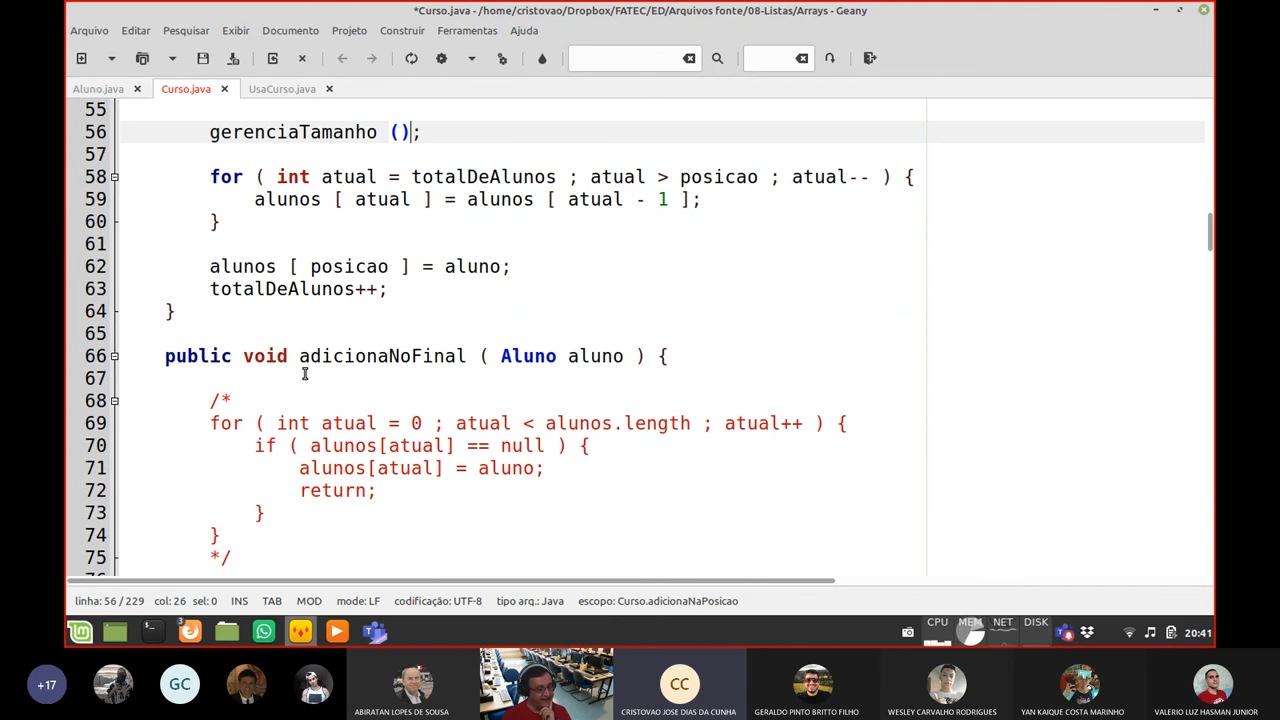 *Curso.java - /home/cristovao/Dropbox/FATEC/ED/Arquivos fonte/08-Listas/Arrays - Geany
Arquivo Editar Pesquisar Exibir Documento Projeto Construir Ferramentas Ajuda
Aluno.java Curso.java UsaCurso.java
55
56 gerenciaTamanho ();
57
58 for ( int atual = totalDeAlunos ; atual > posicao ; atual-- ) {
59 alunos [ atual ] = alunos [ atual - 1 ];
60 }
61
62 alunos [ posicao ] = aluno;
63 totalDeAlunos++;
64 }
65
66 public void adicionaNoFinal ( Aluno aluno ) {
67
68 /*
69 for ( int atual = 0 ; atual < alunos.length ; atual++ ) {
70 if ( alunos[atual] == null ) {
71 alunos[atual] = aluno;
72 return;
73 }
74 }
75 */
linha: 56 / 229 col: 26 sel: 0 INS TAB MOD mode: LF codificação: UTF-8 tipo arq.: Java escopo: Curso.adicionaNaPosicao
3 CPU MEM NET DISK 20:41
+17 GC CC
ABIRATAN LOPES DE SOUSA CRISTOVAO JOSE DIAS DA CUNHA GERALDO PINTO BRITTO FILHO WESLEY CARVALHO RODRIGUES YAN KAIQUE COSTA MARINHO VALERIO LUZ HASMAN JUNIOR